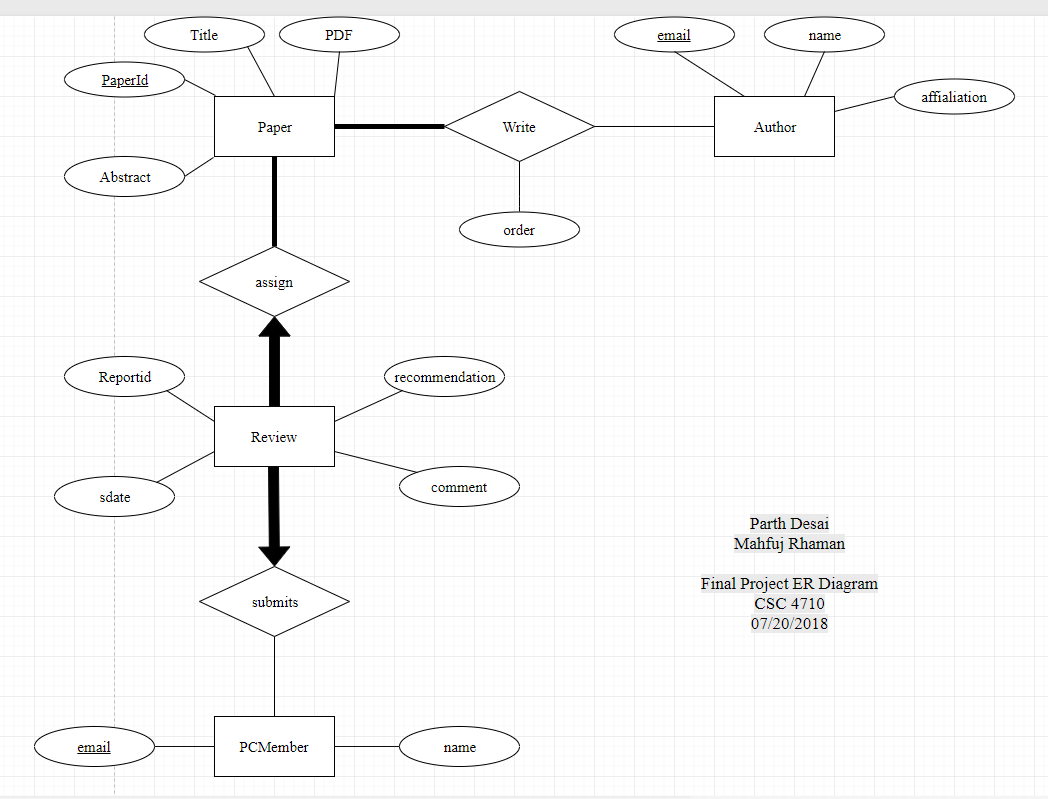 Title
PDF
email
name
PaperId
affialiation
Paper
Write
Author
Abstract
order
assign
Reportid
recommendation
Review
sdate
comment
Parth Desai
Mahfuj Rhaman
Final Project ER Diagram
CSC 4710
07/20/2018
submits
email
PCMember
name